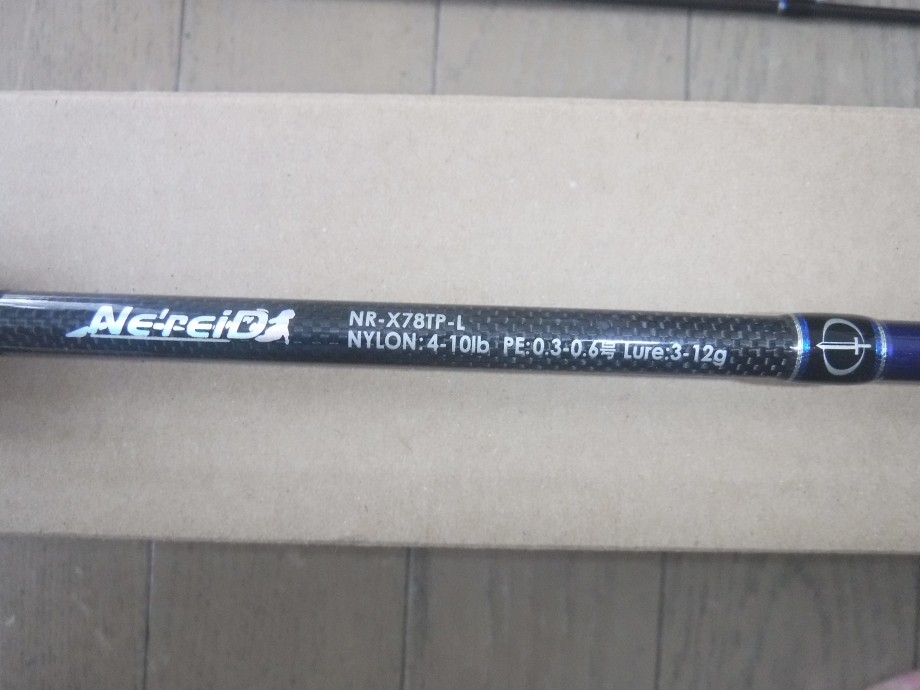 NeReiD
NR-X78TP-L
NYLON:4-10lb PE:0.3-0.6号 Lure:3-12g